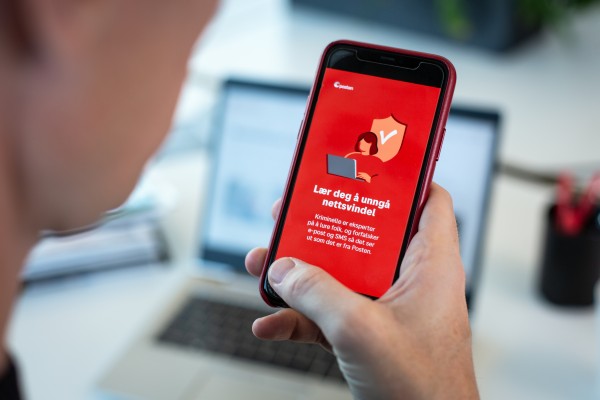 posten
Lær deg å unngå
nettsvindel
Kriminelle er eksperter
på å lure folk, og forfalsker
e-post og SMS så det ser
ut som det er fra Posten.